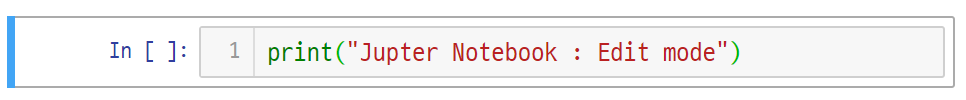 In [ ]: 1 print("Jupter Notebook : Edit mode")